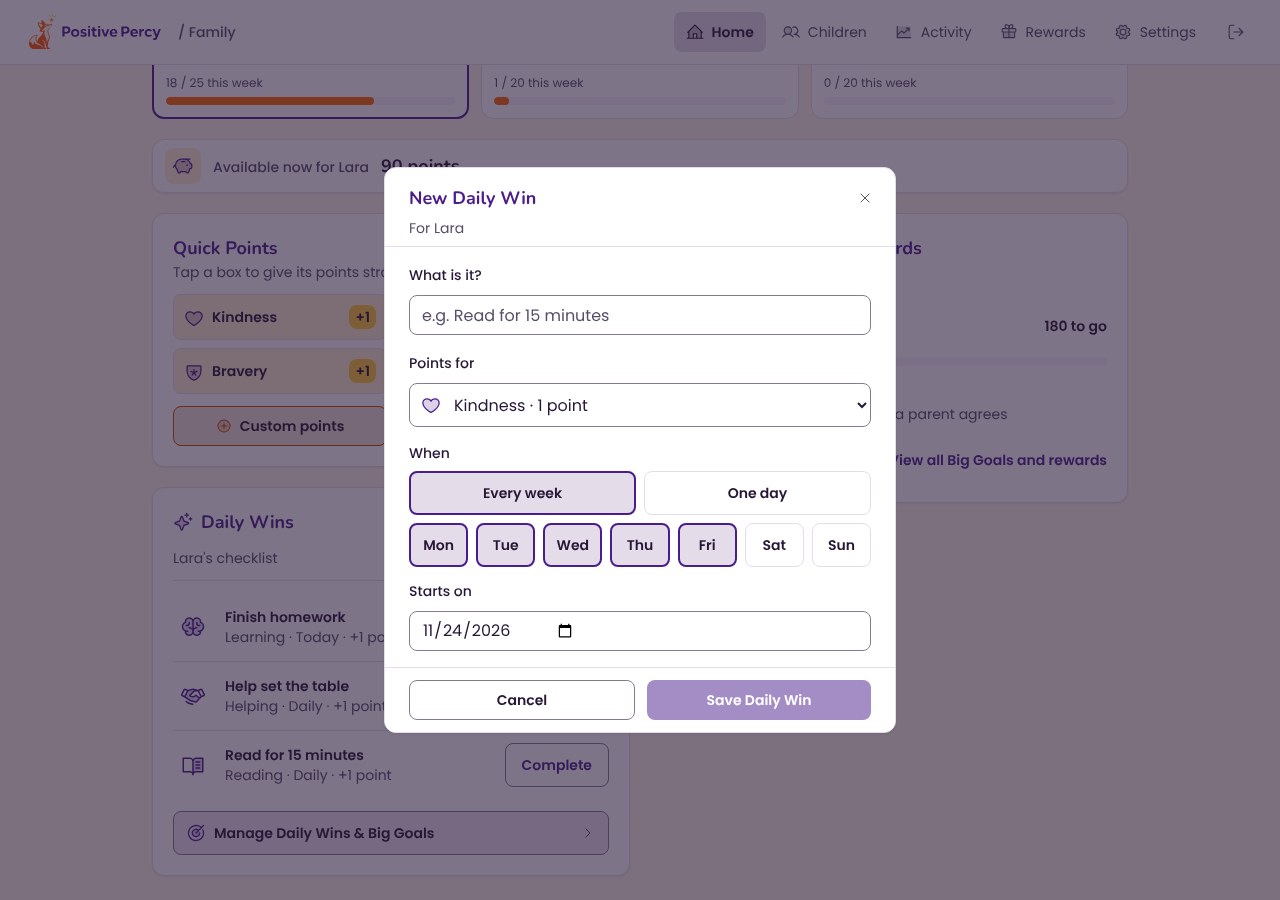 Positive Percy / Family Home Children Activity Rewards Settings
18 / 25 this week 1 / 20 this week 0 / 20 this week
Available now for Lara 90 points
New Daily Win
For Lara
What is it?
e.g. Read for 15 minutes
Points for
Kindness · 1 point
When
Every week One day
Mon Tue Wed Thu Fri Sat Sun
Starts on
11/24/2026
Cancel Save Daily Win
Quick Points
Tap a box to give its points
Kindness +1
Bravery +1
Custom points
180 to go
a parent agrees
View all Big Goals and rewards
Daily Wins
Lara's checklist
Finish homework
Learning · Today · +1
Help set the table
Helping · Daily · +1 point
Read for 15 minutes
Reading · Daily · +1 point
Complete
Manage Daily Wins & Big Goals